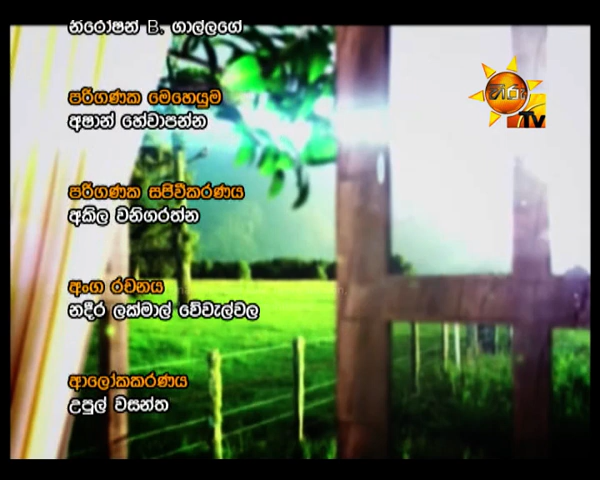 නිරෝෂන් B. ගාල්ලගේ
පරිගණක මෙහෙයුම
අෂාන් හේවාපන්න
පරිගණක සජිවීකරණය
අකිල වනිගරත්න
අංග රචනය
නදීර ලක්මාල් වේවැල්වල
ආලෝකකරණය
උපුල් වසන්ත
හිරු
TV